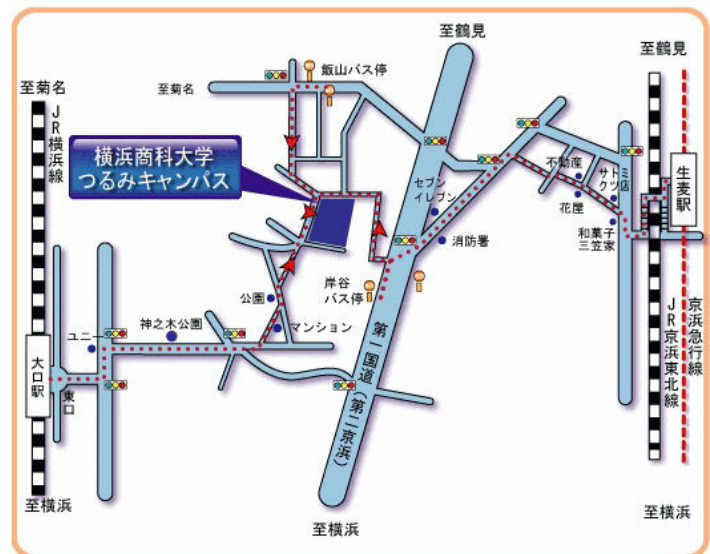 至鶴見
至鶴見
至菊名
至菊名
飯山バス停
JR横浜線
横浜商科大学
つるみキャンパス
セブン
イレブン
不動産
サトミ店
クツ
花屋
生麦駅
消防署
和菓子
三笠家
岸谷
バス停
公園
神之木公園
マンション
ユニー
大口駅
東口
第一国道(第二京浜)
JR京浜東北線
京浜急行線
至横浜
至横浜
至横浜